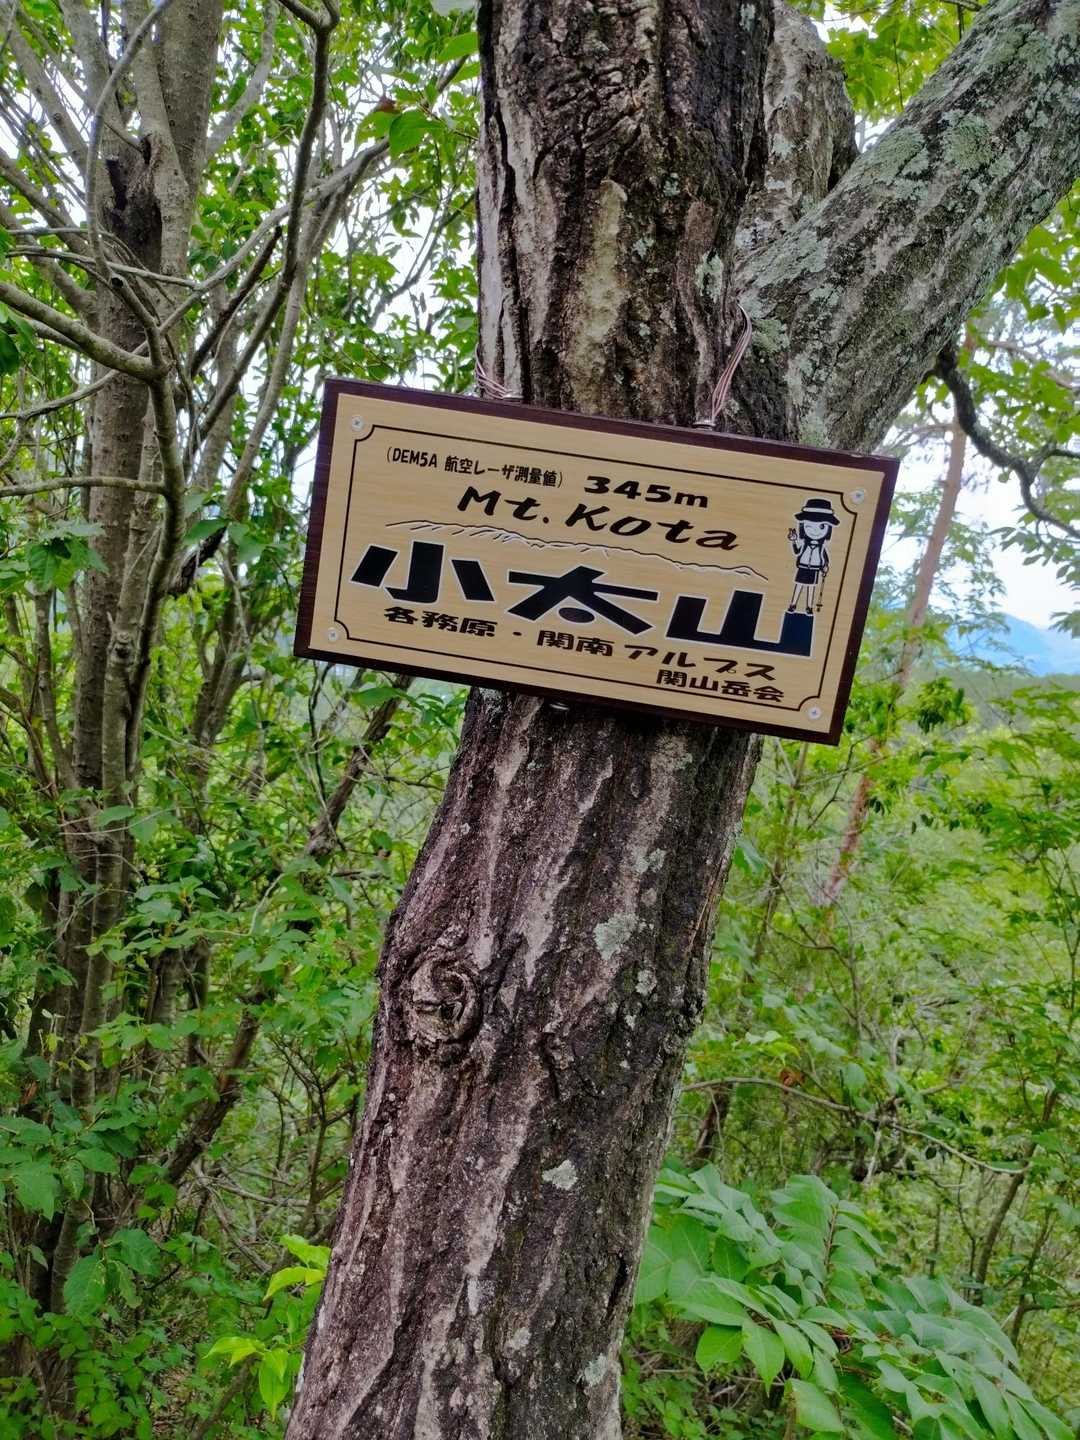 (DEM5A 航空レーザ測量値) 345m
Mt. Kota
小太山
各務原・関南アルプス
関山岳会